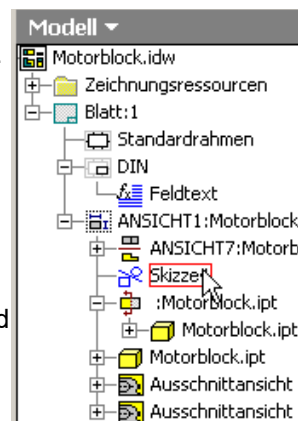 Modell
Motorblock.idw
Zeichnungsressourcen
Blatt:1
Standardrahmen
DIN
Feldtext
ANSICHT1:Motorblock
ANSICHT7:Motorb
:Motorblock.ipt
d
Motorblock.ipt
Motorblock.ipt
Ausschnittansicht
Ausschnittansicht